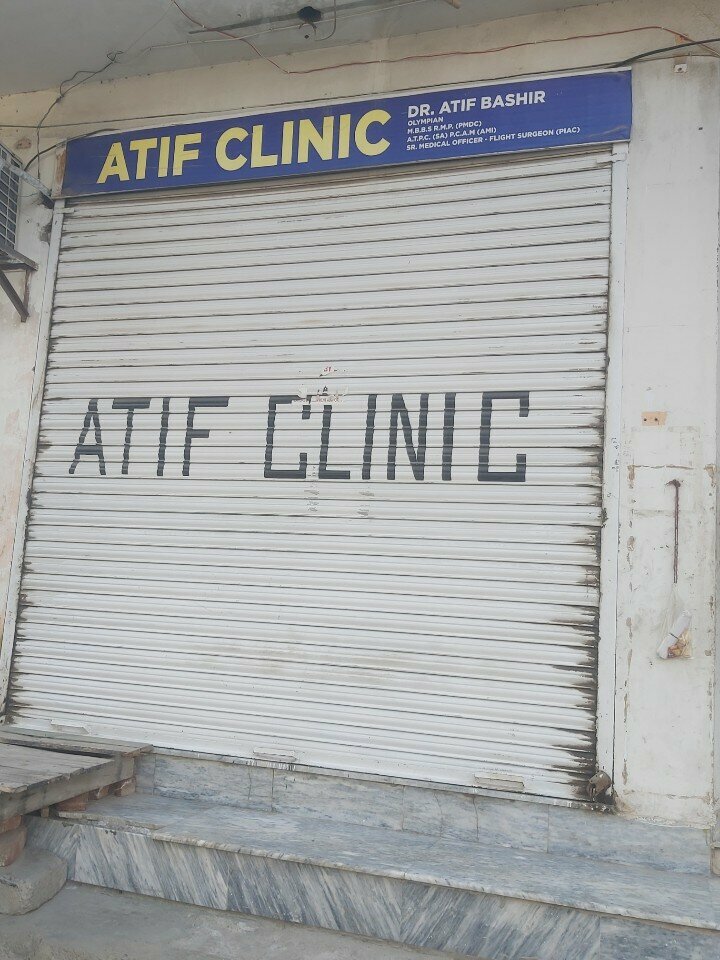 ATIF CLINIC
DR. ATIF BASHIR
OLYMPIAN
M.B.B.S R.M.P. (PMDC)
A.T.P.C. (SA) P.C.A.M (AMI)
SR. MEDICAL OFFICER - FLIGHT SURGEON (PIAC)
ATIF CLINIC